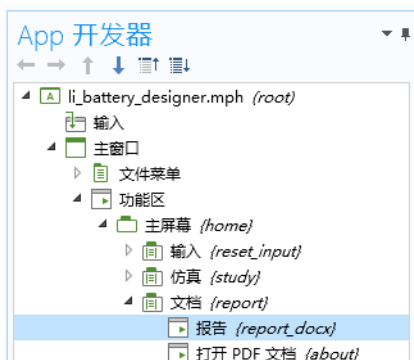 App 开发器
li_battery_designer.mph (root)
输入
主窗口
文件菜单
功能区
主屏幕 {home}
输入 {reset_input}
仿真 {study}
文档 {report}
报告 {report_docx}
打开 PDF 文档 {about}